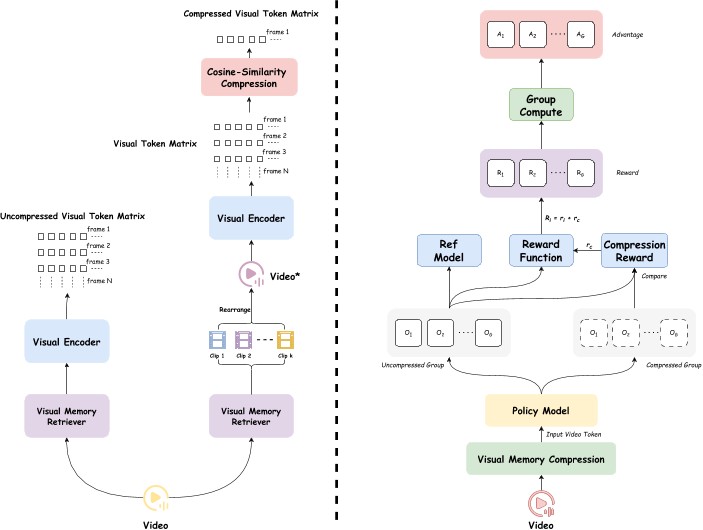 Compressed Visual Token Matrix
frame 1
Cosine-Similarity
Compression
Visual Token Matrix
frame 1
frame 2
frame 3
frame N
Visual Encoder
Video*
Rearrange
Clip 1
Clip 2
Clip k
Visual Memory
Retriever
Uncompressed Visual Token Matrix
frame 1
frame 2
frame 3
frame N
Visual Encoder
Visual Memory
Retriever
Video
A1
A2
AG
Advantage
Group
Compute
R1
R2
Rg
Reward
Ref
Model
Reward
Function
Compression
Reward
rc
Compare
O1
O2
Og
Uncompressed Group
O1
O2
Og
Compressed Group
Policy Model
Input Video Token
Visual Memory Compression
Video